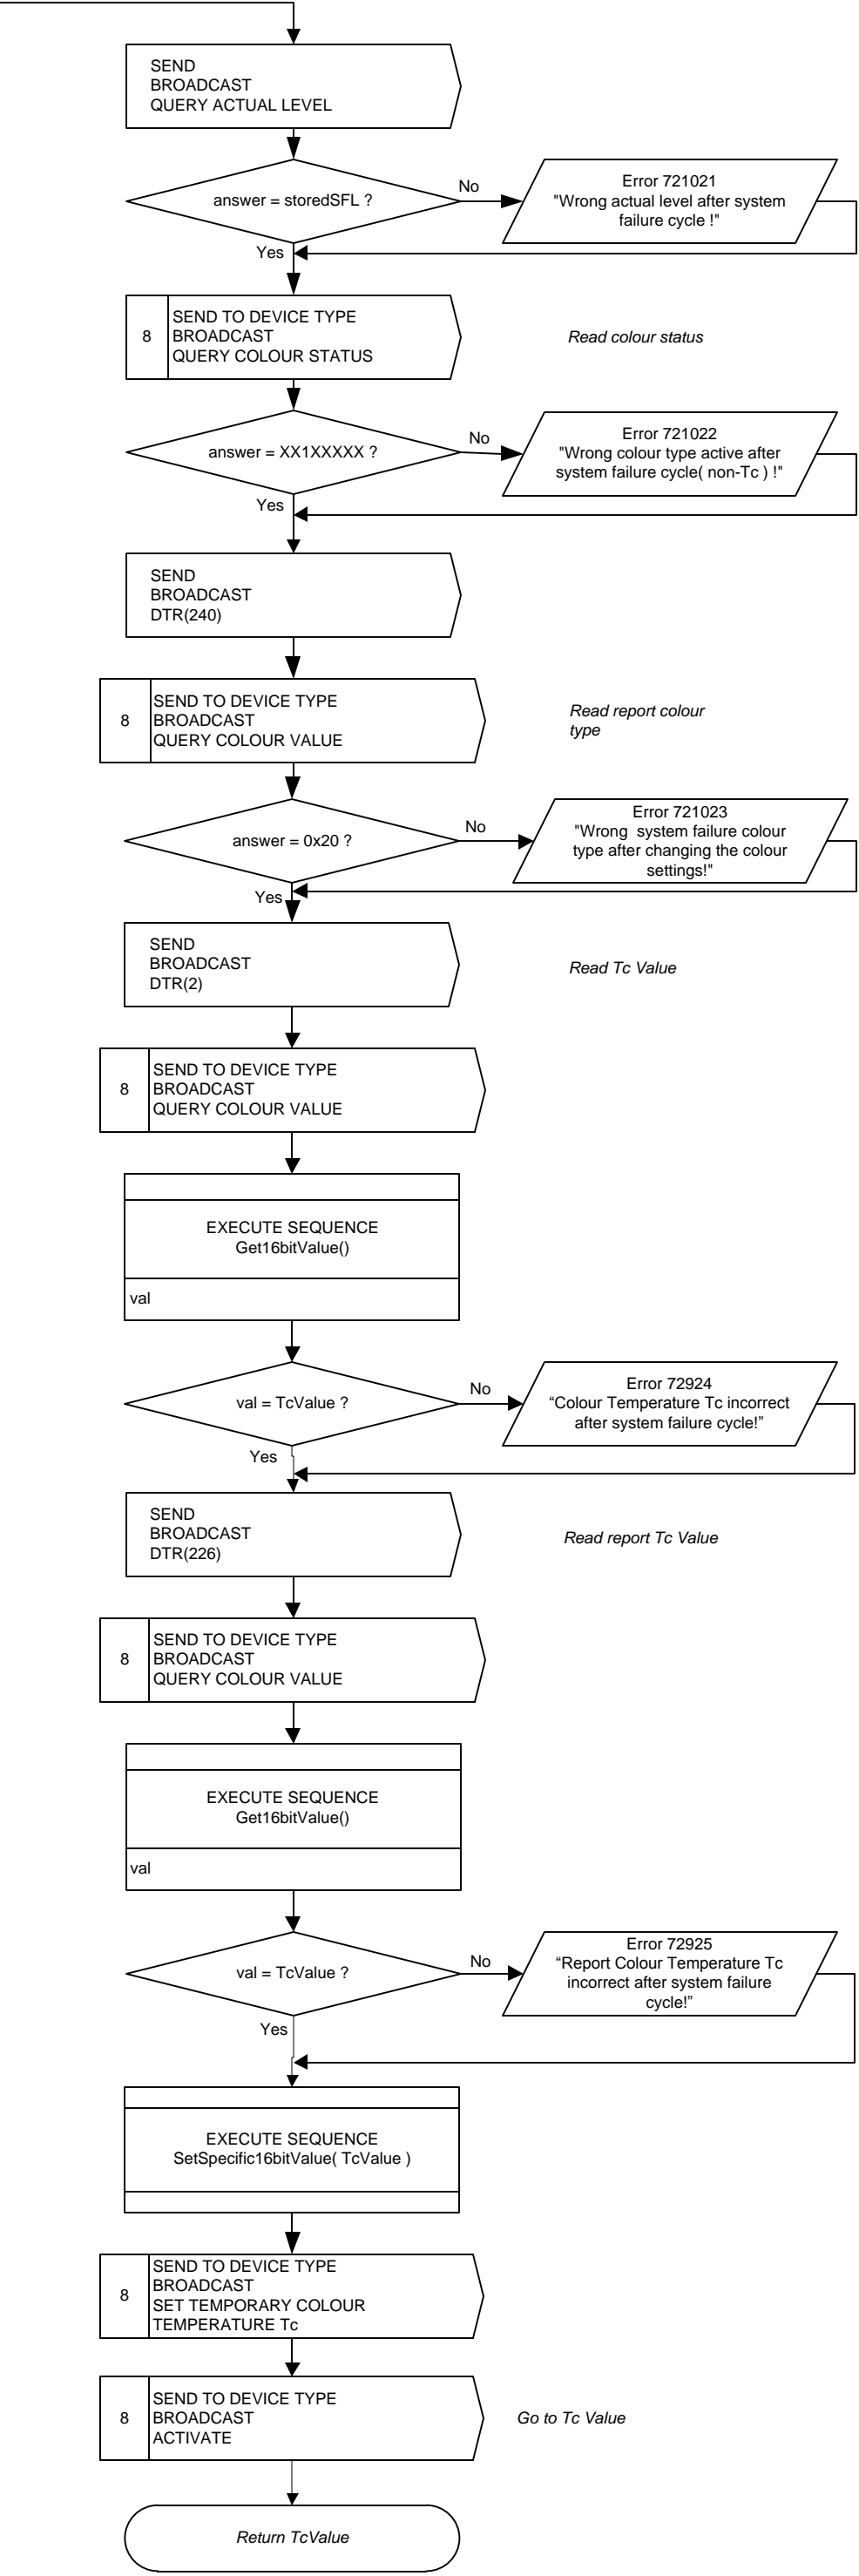 SEND
BROADCAST
QUERY ACTUAL LEVEL
answer = storedSFL ?
No
Error 721021
"Wrong actual level after system
failure cycle !"
Yes
8
SEND TO DEVICE TYPE
BROADCAST
QUERY COLOUR STATUS
Read colour status
answer = XX1XXXXX ?
No
Error 721022
"Wrong colour type active after
system failure cycle( non-Tc ) !"
Yes
SEND
BROADCAST
DTR(240)
8
SEND TO DEVICE TYPE
BROADCAST
QUERY COLOUR VALUE
Read report colour
type
answer = 0x20 ?
No
Error 721023
"Wrong  system failure colour
type after changing the colour
settings!"
Yes
SEND
BROADCAST
DTR(2)
Read Tc Value
8
SEND TO DEVICE TYPE
BROADCAST
QUERY COLOUR VALUE
EXECUTE SEQUENCE
Get16bitValue()
val
val = TcValue ?
No
Error 72924
“Colour Temperature Tc incorrect
after system failure cycle!”
Yes
SEND
BROADCAST
DTR(226)
Read report Tc Value
8
SEND TO DEVICE TYPE
BROADCAST
QUERY COLOUR VALUE
EXECUTE SEQUENCE
Get16bitValue()
val
val = TcValue ?
No
Error 72925
“Report Colour Temperature Tc
incorrect after system failure
cycle!”
Yes
EXECUTE SEQUENCE
SetSpecific16bitValue( TcValue )
8
SEND TO DEVICE TYPE
BROADCAST
SET TEMPORARY COLOUR
TEMPERATURE Tc
8
SEND TO DEVICE TYPE
BROADCAST
ACTIVATE
Go to Tc Value
Return TcValue